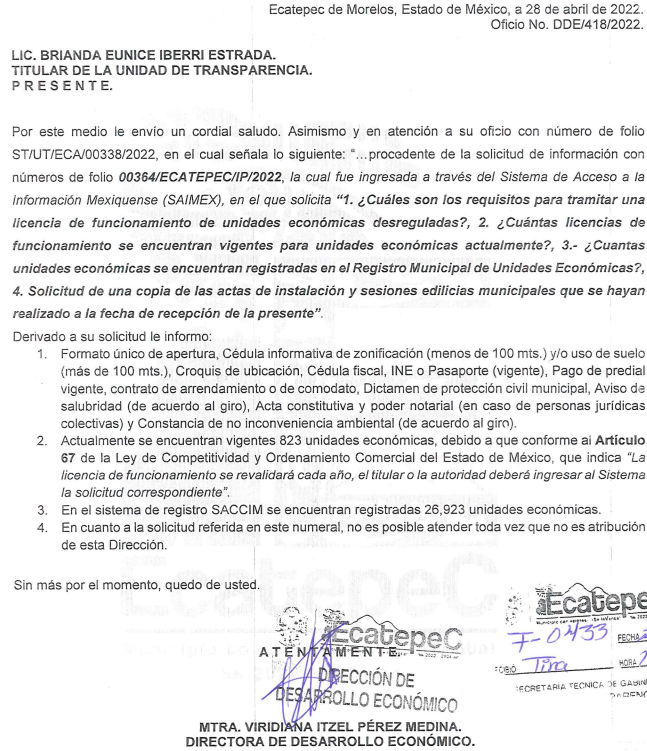 Ecatepec de Morelos, Estado de México, a 28 de abril de 2022.
Oficio No. DDE/418/2022.
LIC. BRIANDA EUNICE IBERRI ESTRADA.
TITULAR DE LA UNIDAD DE TRANSPARENCIA.
P R E S E N T E.
Por este medio le envío un cordial saludo. Asimismo y en atención a su oficio con número de folio
ST/UT/ECA/00338/2022, en el cual señala lo siguiente: “…procedente de la solicitud de información con
números de folio 00364/ECATEPEC/IP/2022, la cual fue ingresada a través del Sistema de Acceso a la
Información Mexiquense (SAIMEX), en el que solicita “1. ¿Cuáles son los requisitos para tramitar una
licencia de funcionamiento de unidades económicas desreguladas?, 2. ¿Cuántas licencias de
funcionamiento se encuentran vigentes para unidades económicas actualmente?, 3.- ¿Cuantas
unidades económicas se encuentran registradas en el Registro Municipal de Unidades Económicas?,
4. Solicitud de una copia de las actas de instalación y sesiones edilicias municipales que se hayan
realizado a la fecha de recepción de la presente”.
Derivado a su solicitud le informo:
1. Formato único de apertura, Cédula informativa de zonificación (menos de 100 mts.) y/o uso de suelo
(más de 100 mts.), Croquis de ubicación, Cédula fiscal, INE o Pasaporte (vigente), Pago de predial
vigente, contrato de arrendamiento o de comodato, Dictamen de protección civil municipal, Aviso de
salubridad (de acuerdo al giro), Acta constitutiva y poder notarial (en caso de personas jurídicas
colectivas) y Constancia de no inconveniencia ambiental (de acuerdo al giro).
2. Actualmente se encuentran vigentes 823 unidades económicas, debido a que conforme al Artículo
67 de la Ley de Competitividad y Ordenamiento Comercial del Estado de México, que indica “La
licencia de funcionamiento se revalidará cada año, el titular o la autoridad deberá ingresar al Sistema
la solicitud correspondiente”.
3. En el sistema de registro SACCIM se encuentran registradas 26,923 unidades económicas.
4. En cuanto a la solicitud referida en este numeral, no es posible atender toda vez que no es atribución
de esta Dirección.
Sin más por el momento, quedo de usted.
Ecatepec
A T E N T A M E N T E.
DIRECCIÓN DE
DESARROLLO ECONÓMICO
MTRA. VIRIDIANA ITZEL PÉREZ MEDINA.
DIRECTORA DE DESARROLLO ECONÓMICO.
Ecatepe
F-0433 FECHA
HORA
SECRETARIA TECNICA DE GABIN